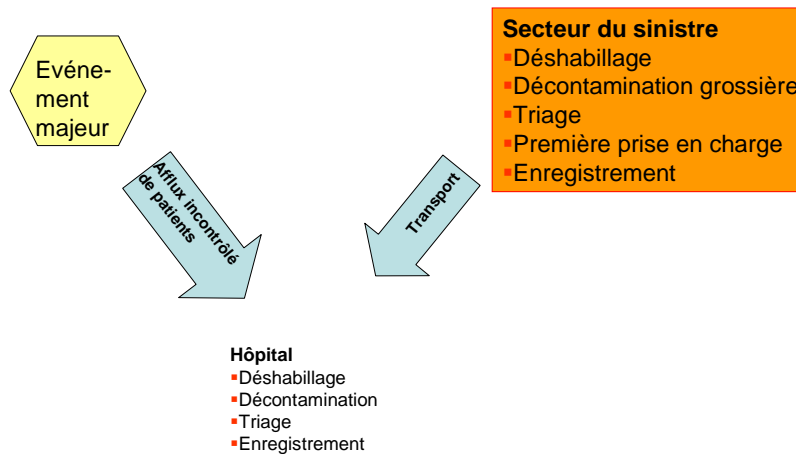 Evéne-
ment
majeur
Secteur du sinistre
▪Déshabillage
▪Décontamination grossière
▪Triage
▪Première prise en charge
▪Enregistrement
Afflux incontrôlé
de patients
Transport
Hôpital
▪Déshabillage
▪Décontamination
▪Triage
▪Enregistrement